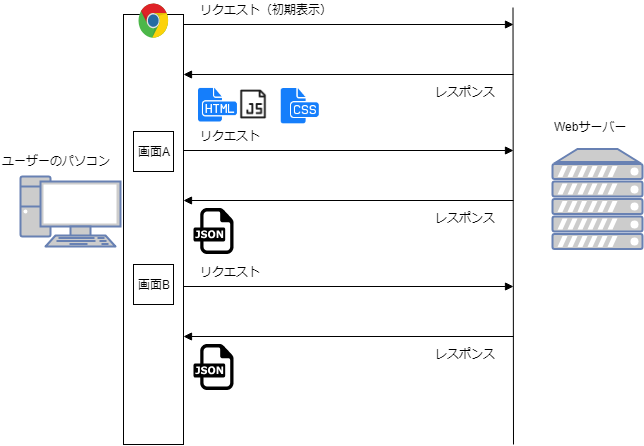 リクエスト（初期表示）
レスポンス
HTML
JS
CSS
リクエスト
Webサーバー
画面A
ユーザーのパソコン
レスポンス
JSON
リクエスト
画面B
レスポンス
JSON